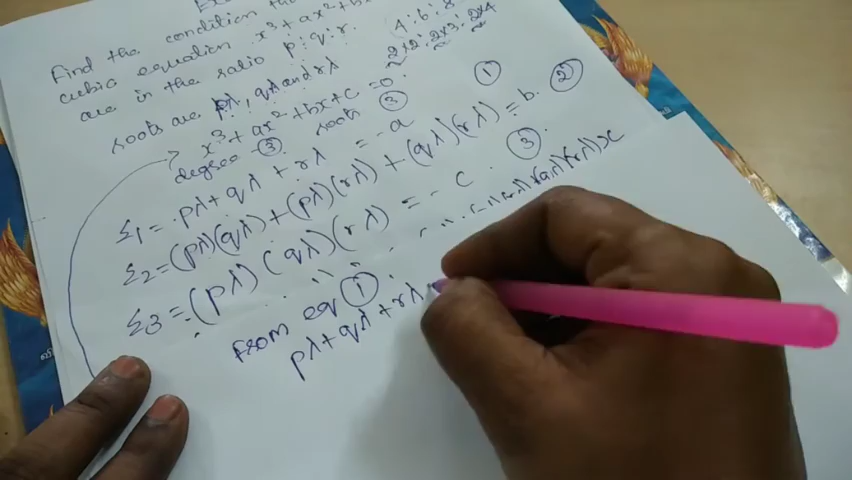 Find the condition the
cubic equation x³+ax²+bx
are in the ratio p:q:r. 4:6:8
2×2:2×3:2×4
roots are pλ, qλ and rλ
x³+ax²+bx+c=0.
degree - ③ roots ③
Σ₁= pλ+qλ+rλ = -a ①
Σ₂=(pλ)(qλ)+(pλ)(rλ)+(qλ)(rλ)=b. ②
Σ3=(pλ)(qλ)(rλ) = -c. ③.
From eq ①
pλ+qλ+rλ